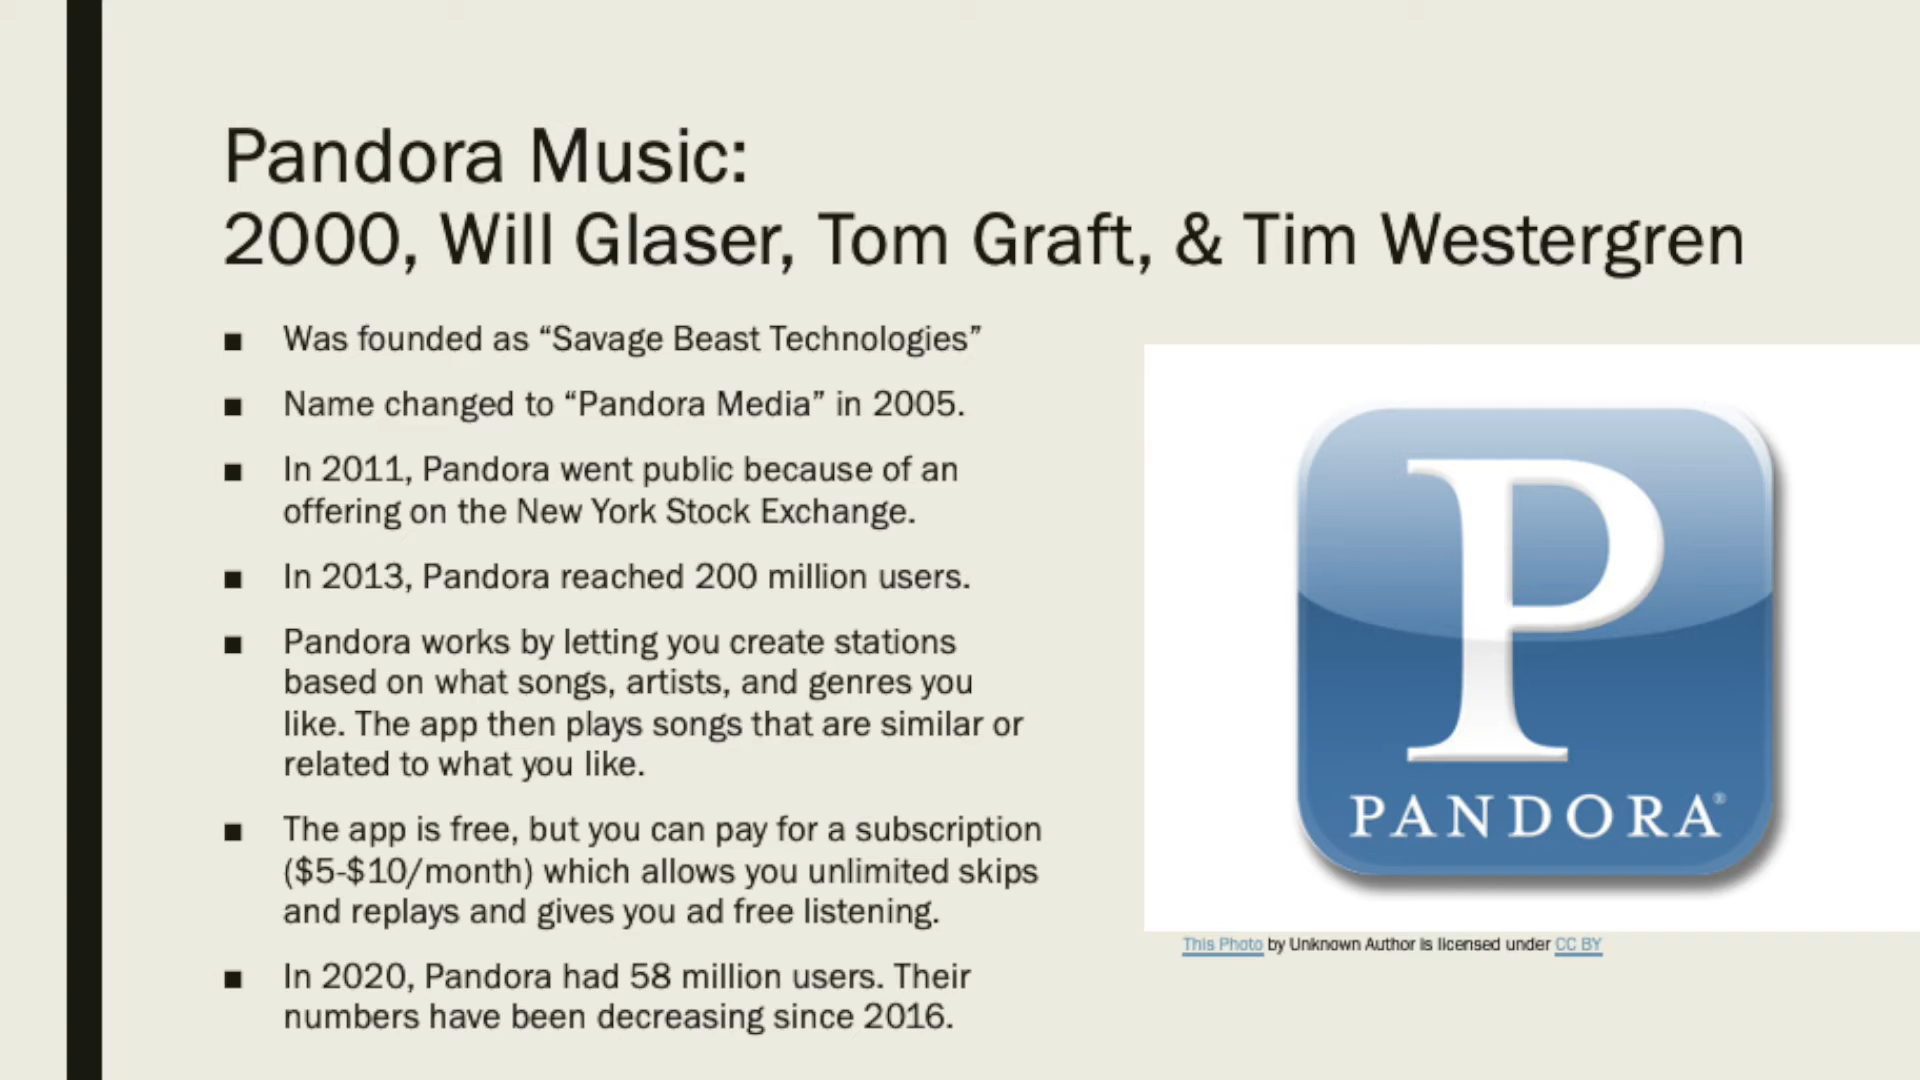 Pandora Music:
2000, Will Glaser, Tom Graft, & Tim Westergren
■ Was founded as “Savage Beast Technologies”
■ Name changed to “Pandora Media” in 2005.
■ In 2011, Pandora went public because of an
offering on the New York Stock Exchange.
■ In 2013, Pandora reached 200 million users.
■ Pandora works by letting you create stations
based on what songs, artists, and genres you
like. The app then plays songs that are similar or
related to what you like.
■ The app is free, but you can pay for a subscription
($5-$10/month) which allows you unlimited skips
and replays and gives you ad free listening.
■ In 2020, Pandora had 58 million users. Their
numbers have been decreasing since 2016.
P
PANDORA®
This Photo by Unknown Author is licensed under CC BY